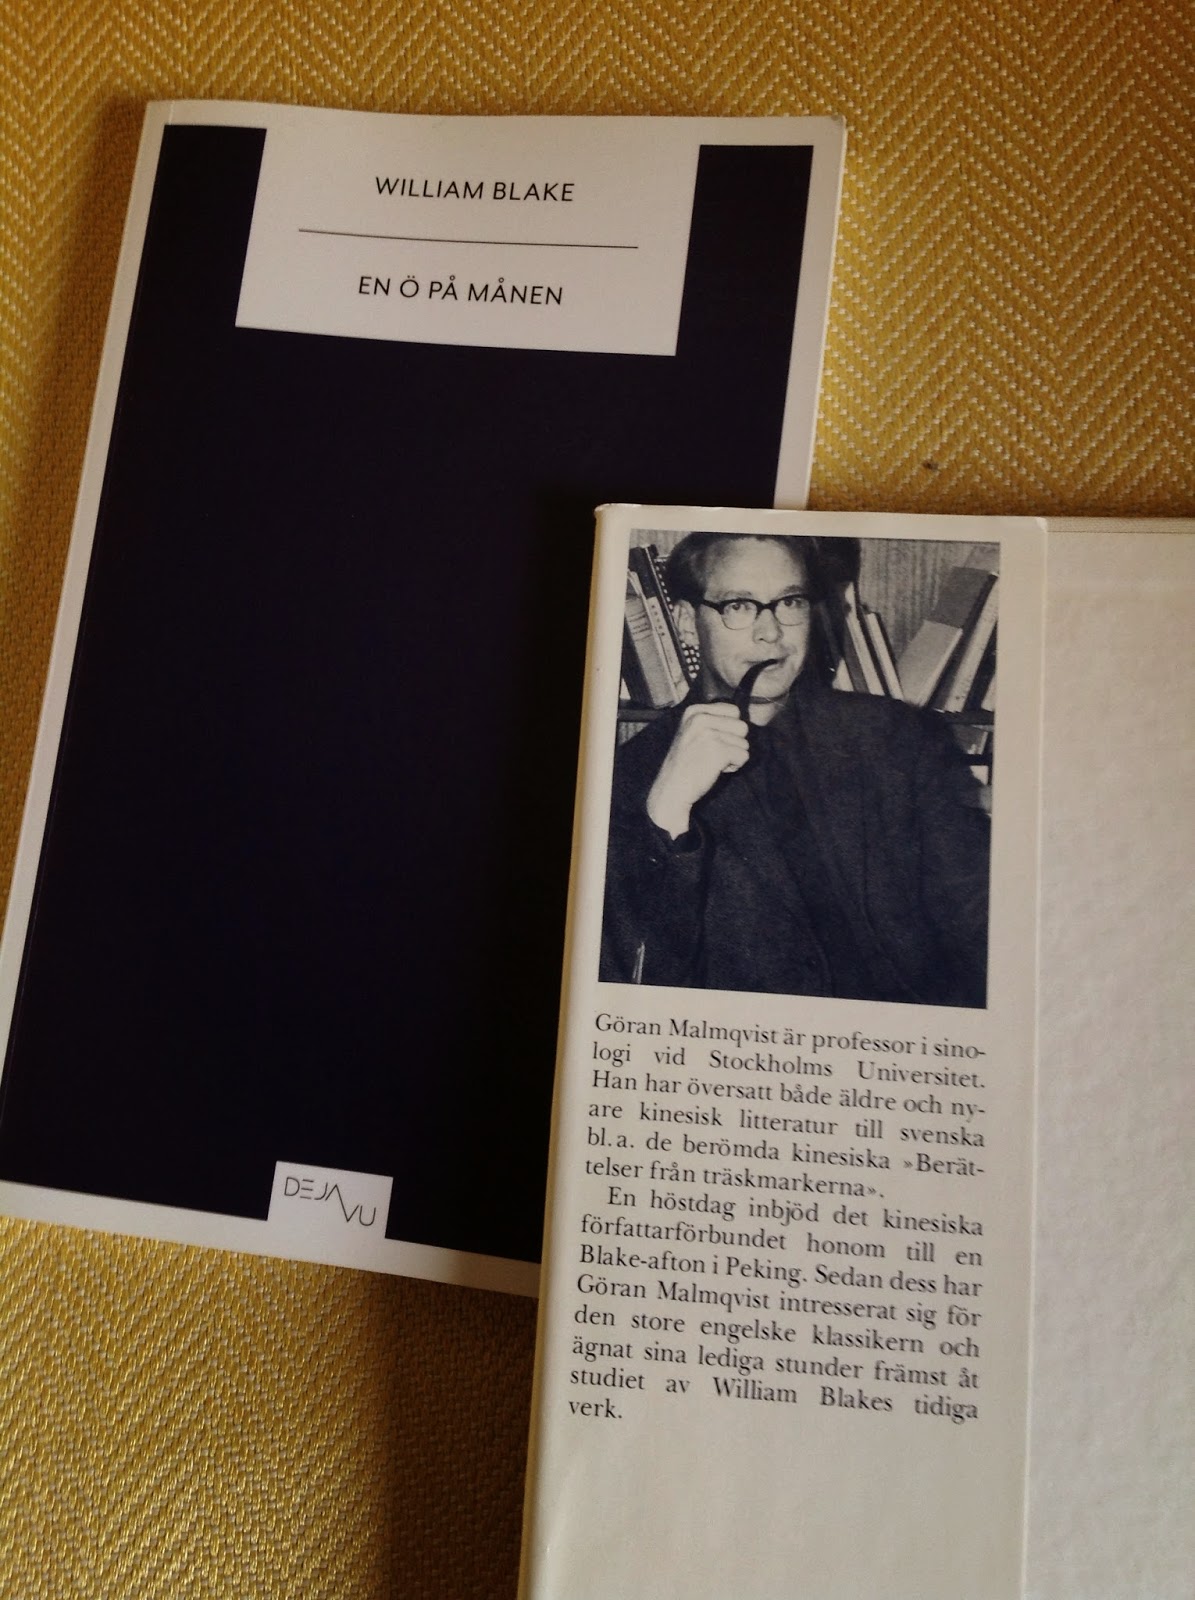 WILLIAM BLAKE
EN Ö PÅ MÅNEN
DEJA
VU
Göran Malmqvist är professor i sino-
logi vid Stockholms Universitet.
Han har översatt både äldre och ny-
are kinesisk litteratur till svenska
bl.a. de berömda kinesiska »Berät-
telser från träskmarkerna».
En höstdag inbjöd det kinesiska
författarförbundet honom till en
Blake-afton i Peking. Sedan dess har
Göran Malmqvist intresserat sig för
den store engelske klassikern och
ägnat sina lediga stunder främst åt
studiet av William Blakes tidiga
verk.